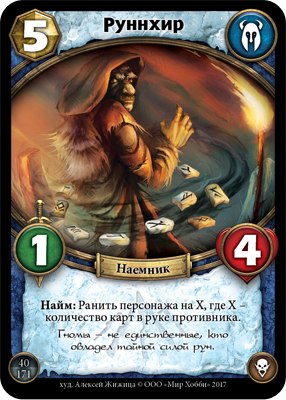 5
Руннхир
1
4
Наемник
Найм: Ранить персонажа на X, где X –
количество карт в руке противника.
Гномы – не единственные, кто
овладел тайной силой рун.
40
171
худ. Алексей Жижица © ООО «Мир Хобби» 2017